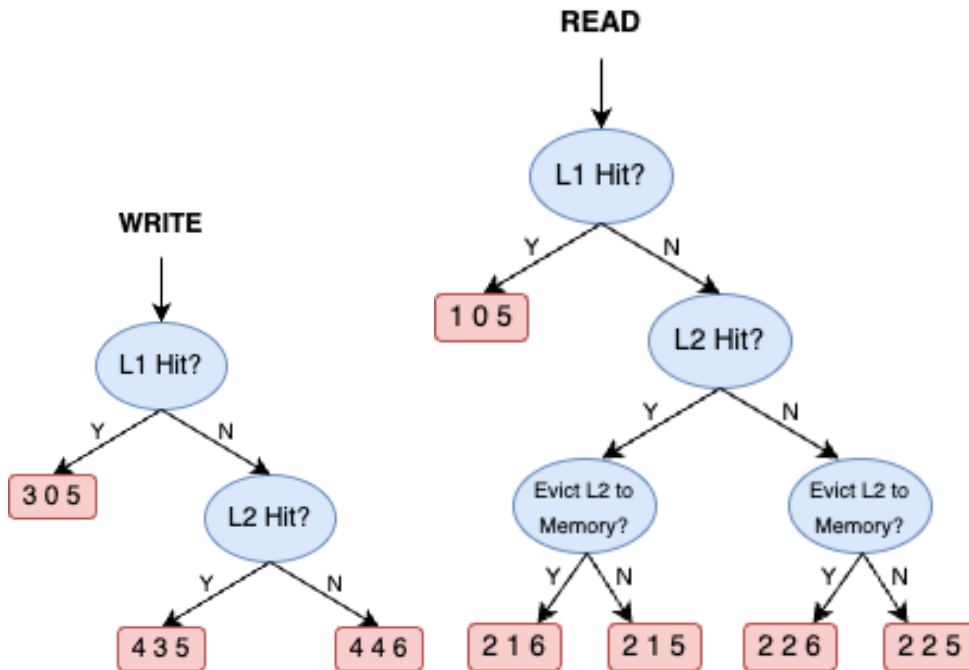 READ
L1 Hit?
Y
N
1 0 5
L2 Hit?
Y
N
Evict L2 to
Memory?
Evict L2 to
Memory?
Y
N
Y
N
2 1 6
2 1 5
2 2 6
2 2 5
WRITE
L1 Hit?
Y
N
3 0 5
L2 Hit?
Y
N
4 3 5
4 4 6